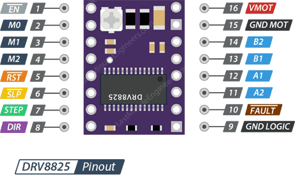 EN 1
M0 2
M1 3
M2 4
RST 5
SLP 6
STEP 7
DIR 8
DRV8825
16 VMOT
15 GND MOT
14 B2
13 B1
12 A1
11 A2
10 FAULT
9 GND LOGIC
DRV8825 Pinout